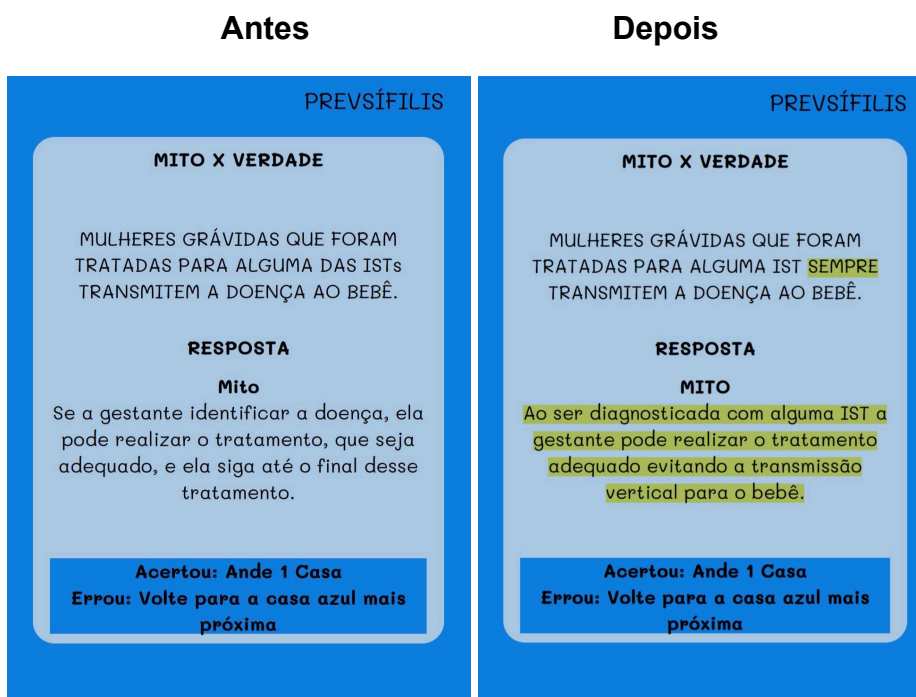 Antes
PREVSÍFILIS
MITO X VERDADE
MULHERES GRÁVIDAS QUE FORAM
TRATADAS PARA ALGUMA DAS ISTs
TRANSMITEM A DOENÇA AO BEBÊ.
RESPOSTA
Mito
Se a gestante identificar a doença, ela
pode realizar o tratamento, que seja
adequado, e ela siga até o final desse
tratamento.
Acertou: Ande 1 Casa
Errou: Volte para a casa azul mais
próxima
Depois
PREVSÍFILIS
MITO X VERDADE
MULHERES GRÁVIDAS QUE FORAM
TRATADAS PARA ALGUMA IST SEMPRE
TRANSMITEM A DOENÇA AO BEBÊ.
RESPOSTA
MITO
Ao ser diagnosticada com alguma IST a
gestante pode realizar o tratamento
adequado evitando a transmissão
vertical para o bebê.
Acertou: Ande 1 Casa
Errou: Volte para a casa azul mais
próxima